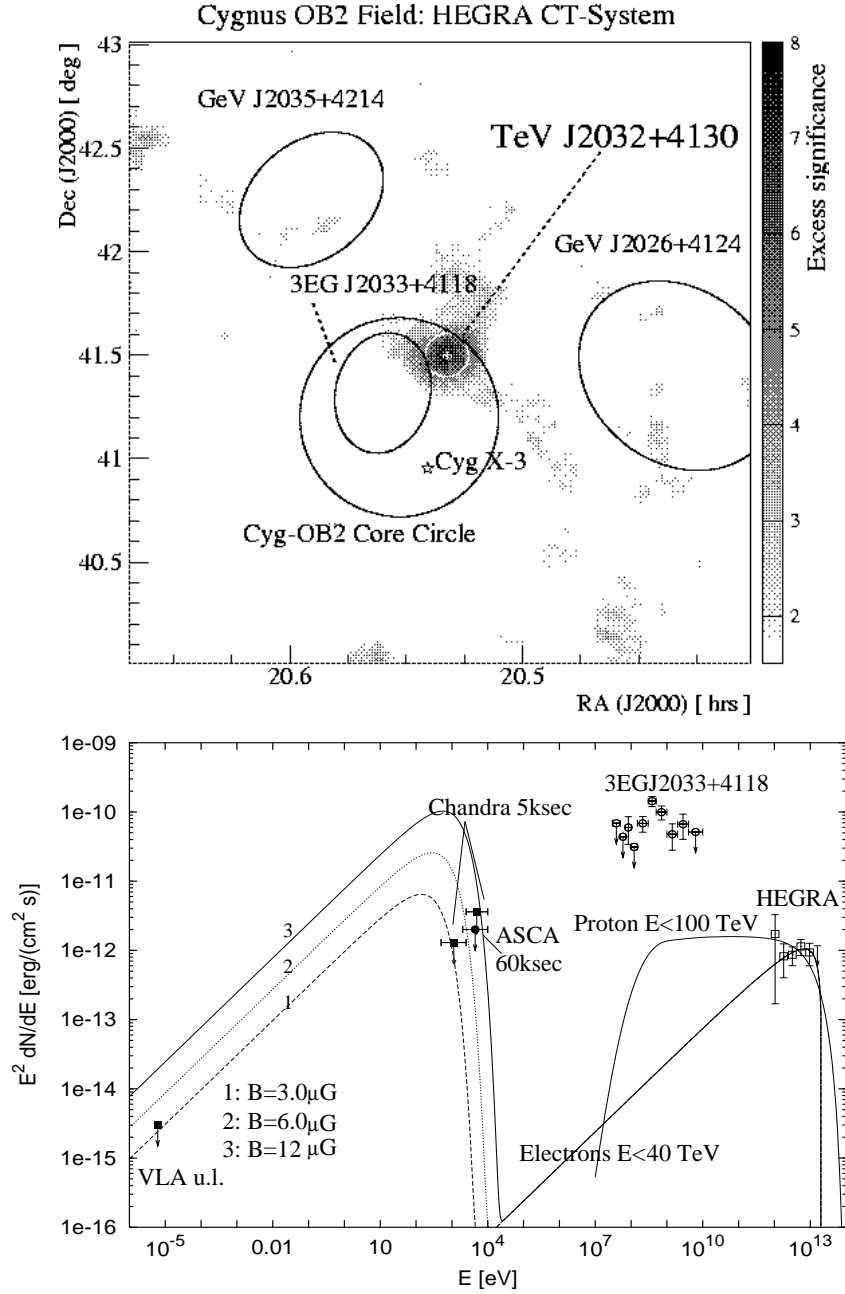 Cygnus OB2 Field: HEGRA CT-System
Dec (J2000) [ deg ]
43
42.5
42
41.5
41
40.5
GeV J2035+4214
TeV J2032+4130
GeV J2026+4124
3EG J2033+4118
Cyg X-3
Cyg-OB2 Core Circle
20.6
20.5
RA (J2000) [ hrs ]
8
7
6
5
4
3
2
Excess significance
E² dN/dE [erg/(cm² s)]
1e-09
1e-10
1e-11
1e-12
1e-13
1e-14
1e-15
1e-16
3EGJ2033+4118
Chandra 5ksec
HEGRA
Proton E<100 TeV
ASCA
60ksec
3
2
1
1: B=3.0μG
2: B=6.0μG
3: B=12 μG
Electrons E<40 TeV
VLA u.l.
10⁻⁵
0.01
10
10⁴
10⁷
10¹⁰
10¹³
E [eV]